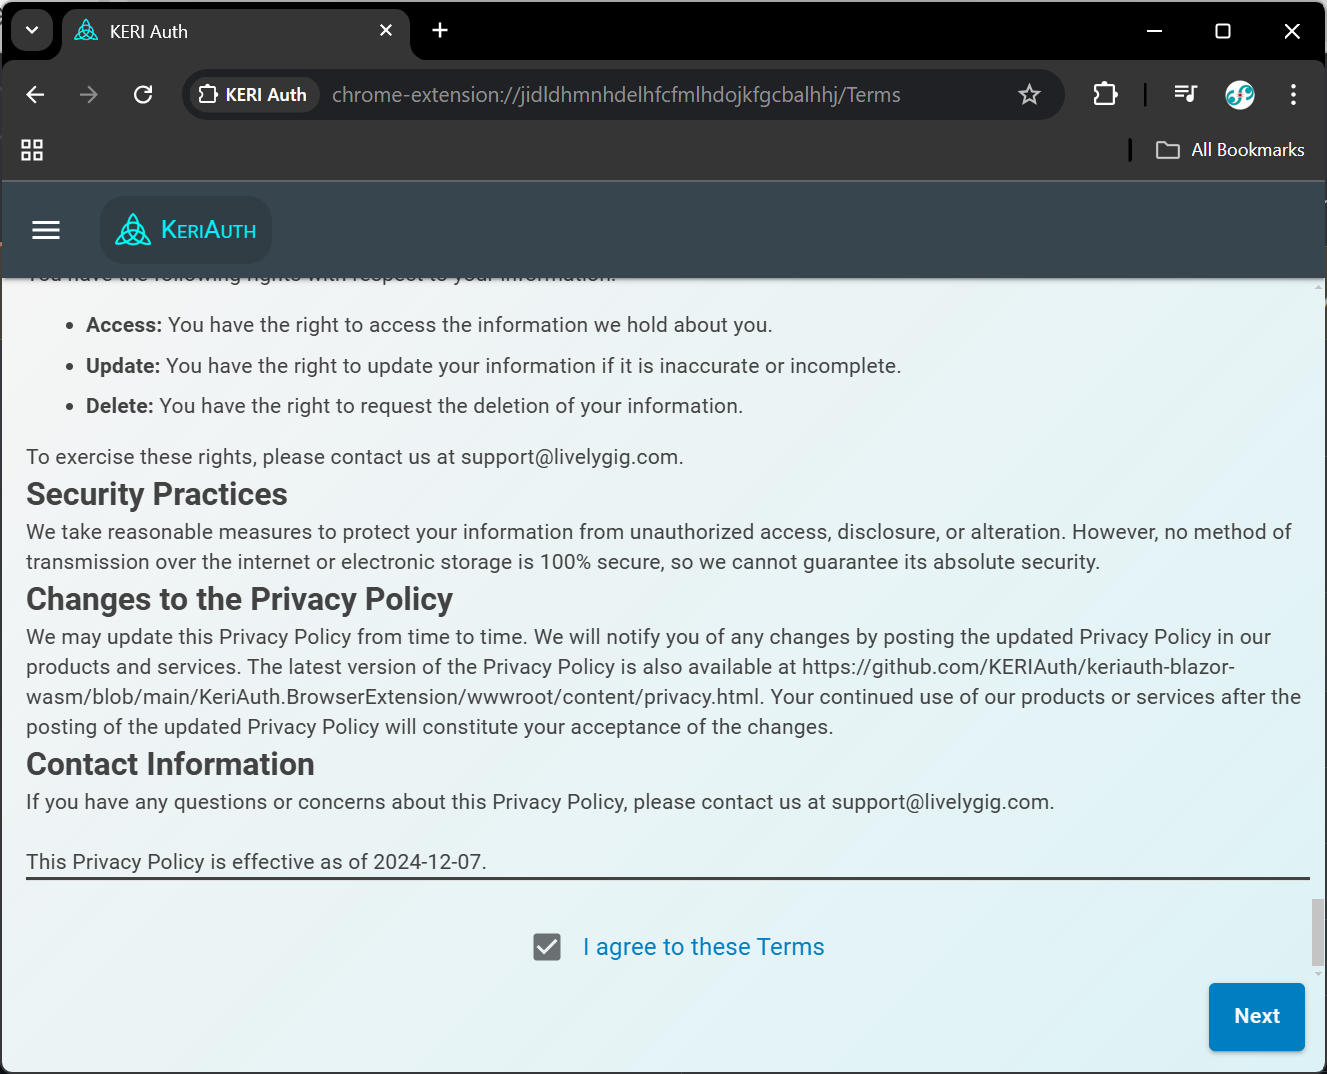 KERI Auth
KERI Auth
chrome-extension://jidldhmnhdelhfcfmlhdojkfgcbalhhj/Terms
All Bookmarks
KERIAUTH
You have the following rights with respect to your information:
Access: You have the right to access the information we hold about you.
Update: You have the right to update your information if it is inaccurate or incomplete.
Delete: You have the right to request the deletion of your information.
To exercise these rights, please contact us at support@livelygig.com.
Security Practices
We take reasonable measures to protect your information from unauthorized access, disclosure, or alteration. However, no method of
transmission over the internet or electronic storage is 100% secure, so we cannot guarantee its absolute security.
Changes to the Privacy Policy
We may update this Privacy Policy from time to time. We will notify you of any changes by posting the updated Privacy Policy in our
products and services. The latest version of the Privacy Policy is also available at https://github.com/KERIAuth/keriauth-blazor-
wasm/blob/main/KeriAuth.BrowserExtension/wwwroot/content/privacy.html. Your continued use of our products or services after the
posting of the updated Privacy Policy will constitute your acceptance of the changes.
Contact Information
If you have any questions or concerns about this Privacy Policy, please contact us at support@livelygig.com.
This Privacy Policy is effective as of 2024-12-07.
I agree to these Terms
Next